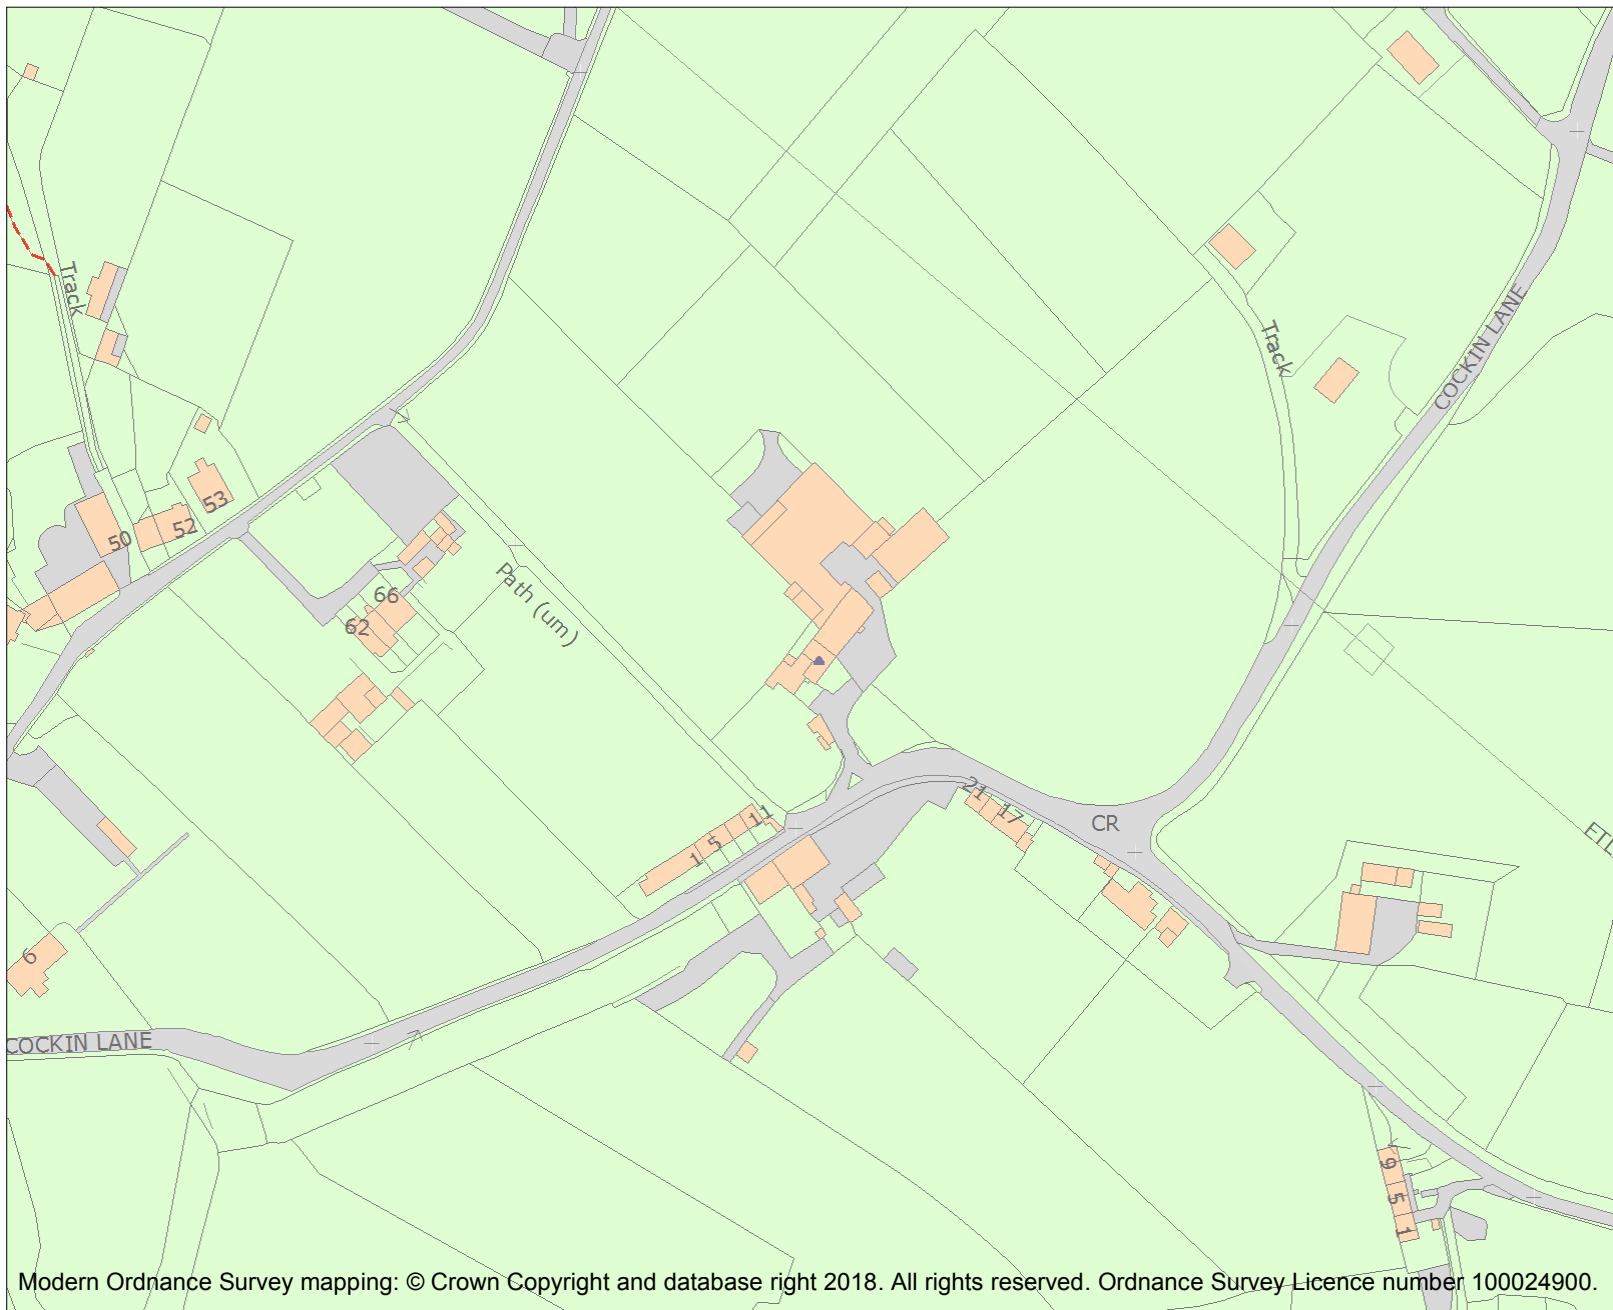 Track
Track
COCKIN LANE
53
52
50
Path (um)
66
62
21
17
CR
11
5
1
6
COCKIN LANE
9
5
1
Modern Ordnance Survey mapping: © Crown Copyright and database right 2018. All rights reserved. Ordnance Survey Licence number 100024900.